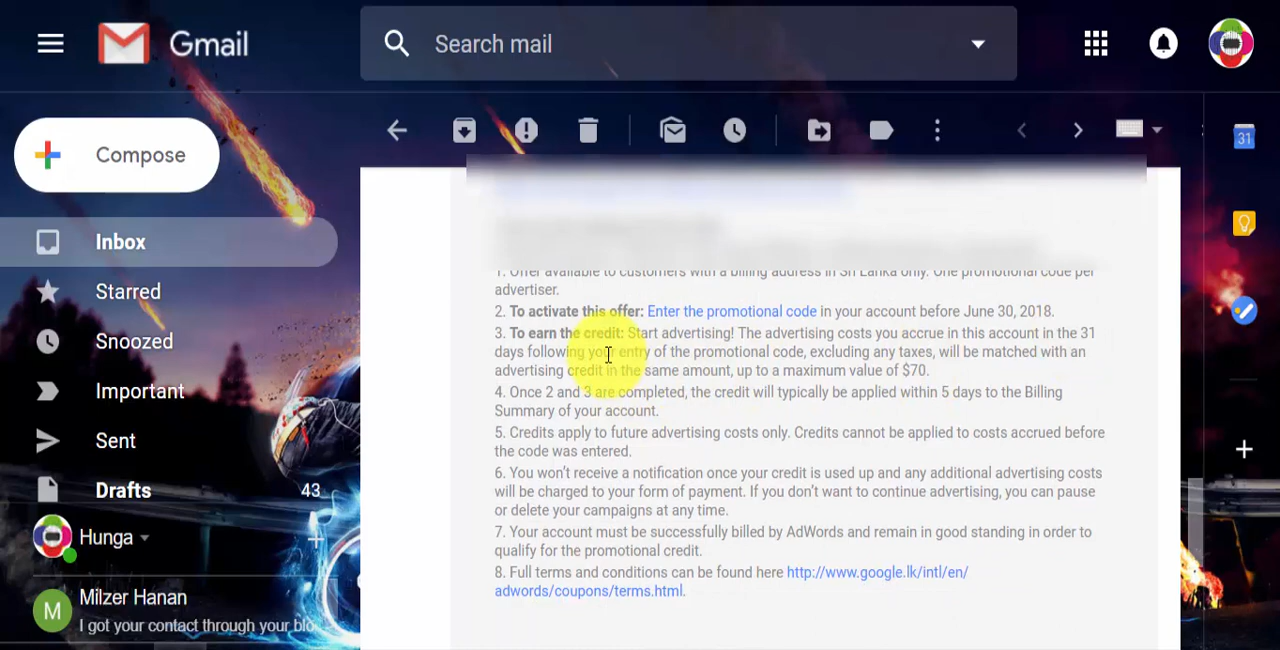 Gmail
Search mail
Compose
31
Inbox
Starred
Snoozed
Important
Sent
Drafts 43
Hunga
M
Milzer Hanan
I got your contact through your blo
1. Offer available to customers with a billing address in Sri Lanka only. One promotional code per
advertiser.
2. To activate this offer: Enter the promotional code in your account before June 30, 2018.
3. To earn the credit: Start advertising! The advertising costs you accrue in this account in the 31
days following your entry of the promotional code, excluding any taxes, will be matched with an
advertising credit in the same amount, up to a maximum value of $70.
4. Once 2 and 3 are completed, the credit will typically be applied within 5 days to the Billing
Summary of your account.
5. Credits apply to future advertising costs only. Credits cannot be applied to costs accrued before
the code was entered.
6. You won't receive a notification once your credit is used up and any additional advertising costs
will be charged to your form of payment. If you don't want to continue advertising, you can pause
or delete your campaigns at any time.
7. Your account must be successfully billed by AdWords and remain in good standing in order to
qualify for the promotional credit.
8. Full terms and conditions can be found here http://www.google.lk/intl/en/
adwords/coupons/terms.html.